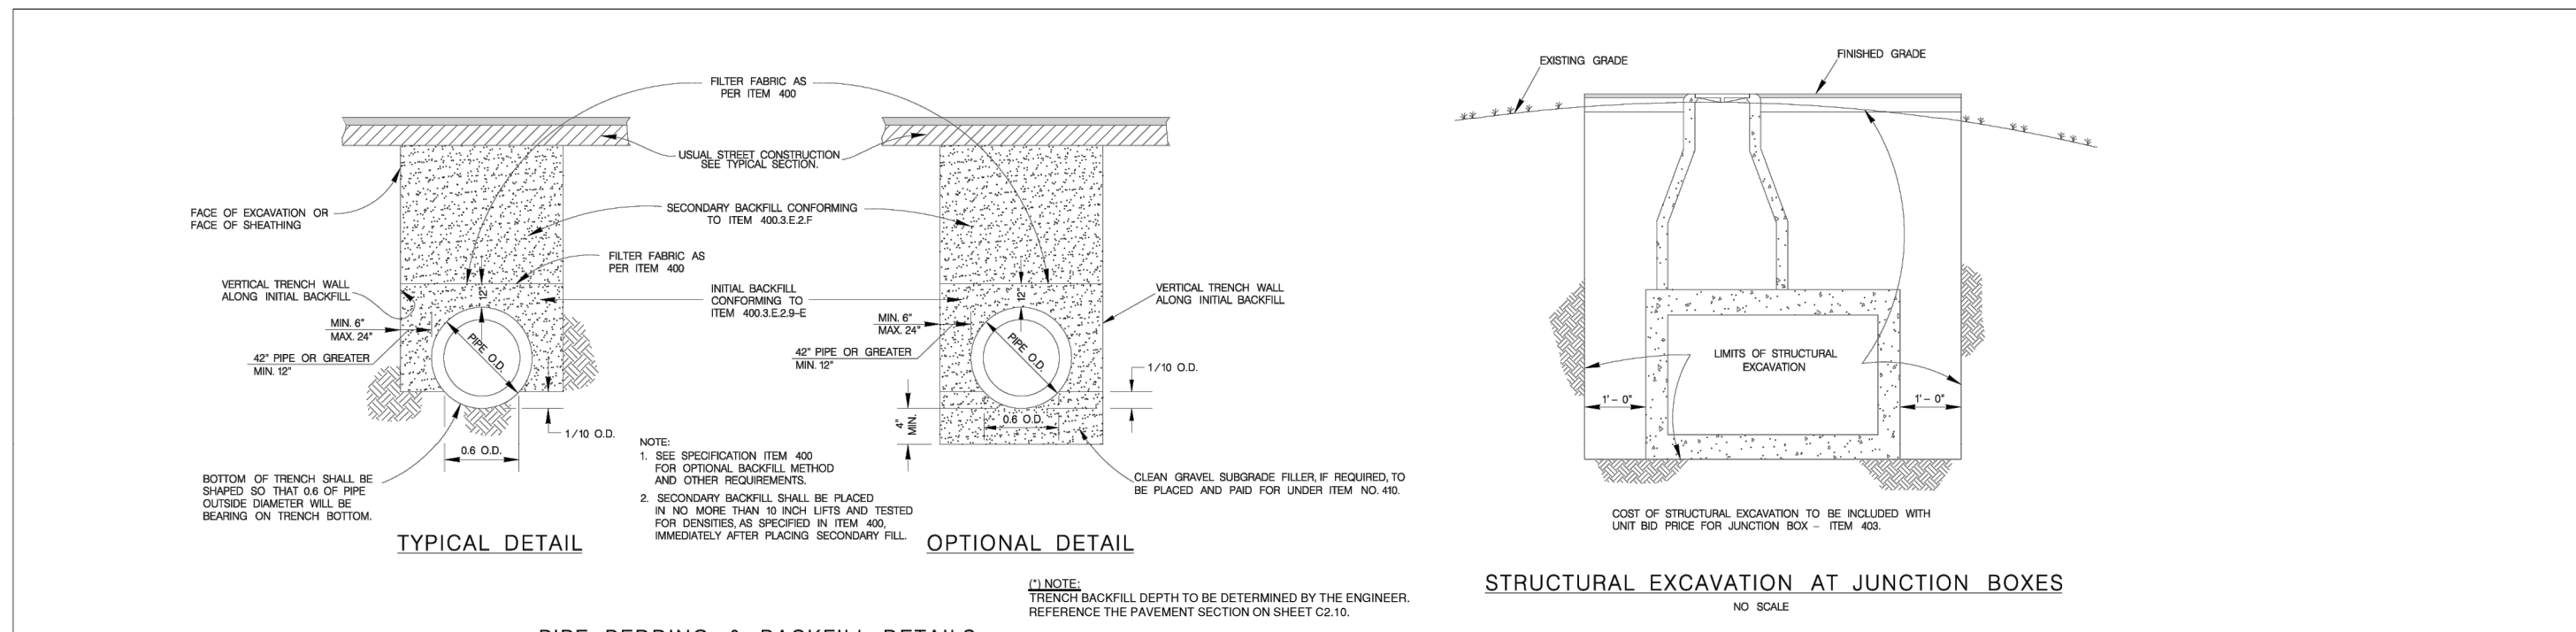 FILTER FABRIC AS
PER ITEM 400
USUAL STREET CONSTRUCTION
SEE TYPICAL SECTION.
FACE OF EXCAVATION OR
FACE OF SHEATHING
SECONDARY BACKFILL CONFORMING
TO ITEM 400.3.E.2.F
FILTER FABRIC AS
PER ITEM 400
VERTICAL TRENCH WALL
ALONG INITIAL BACKFILL
INITIAL BACKFILL
CONFORMING TO
ITEM 400.3.E.2.9-E
12"
MIN. 6"
MAX. 24"
42" PIPE OR GREATER
MIN. 12"
PIPE O.D.
1/10 O.D.
0.6 O.D.
BOTTOM OF TRENCH SHALL BE
SHAPED SO THAT 0.6 OF PIPE
OUTSIDE DIAMETER WILL BE
BEARING ON TRENCH BOTTOM.
TYPICAL DETAIL
NOTE:
1. SEE SPECIFICATION ITEM 400
FOR OPTIONAL BACKFILL METHOD
AND OTHER REQUIREMENTS.
2. SECONDARY BACKFILL SHALL BE PLACED
IN NO MORE THAN 10 INCH LIFTS AND TESTED
FOR DENSITIES, AS SPECIFIED IN ITEM 400,
IMMEDIATELY AFTER PLACING SECONDARY FILL.
12"
VERTICAL TRENCH WALL
ALONG INITIAL BACKFILL
MIN. 6"
MAX. 24"
42" PIPE OR GREATER
MIN. 12"
PIPE O.D.
1/10 O.D.
4"
MIN.
0.6 O.D.
CLEAN GRAVEL SUBGRADE FILLER, IF REQUIRED, TO
BE PLACED AND PAID FOR UNDER ITEM NO. 410.
OPTIONAL DETAIL
(*) NOTE:
TRENCH BACKFILL DEPTH TO BE DETERMINED BY THE ENGINEER.
REFERENCE THE PAVEMENT SECTION ON SHEET C2.10.
PIPE BEDDING & BACKFILL DETAILS
EXISTING GRADE
FINISHED GRADE
LIMITS OF STRUCTURAL
EXCAVATION
1'-0"
1'-0"
COST OF STRUCTURAL EXCAVATION TO BE INCLUDED WITH
UNIT BID PRICE FOR JUNCTION BOX - ITEM 403.
STRUCTURAL EXCAVATION AT JUNCTION BOXES
NO SCALE